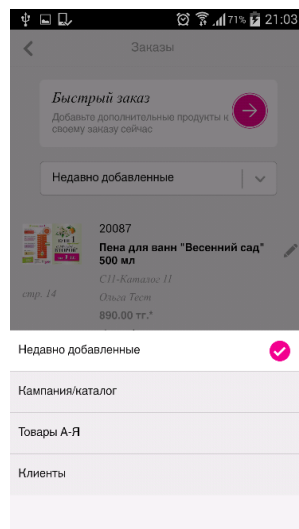 71% 21:03
Заказы
Быстрый заказ
Добавьте дополнительные продукты к
своему заказу сейчас
Недавно добавленные
20087
Пена для ванн "Весенний сад"
500 мл
С11-Каталог 11
стр. 14
Ольга Тест
890.00 тг.*
Недавно добавленные
Кампания/каталог
Товары А-Я
Клиенты